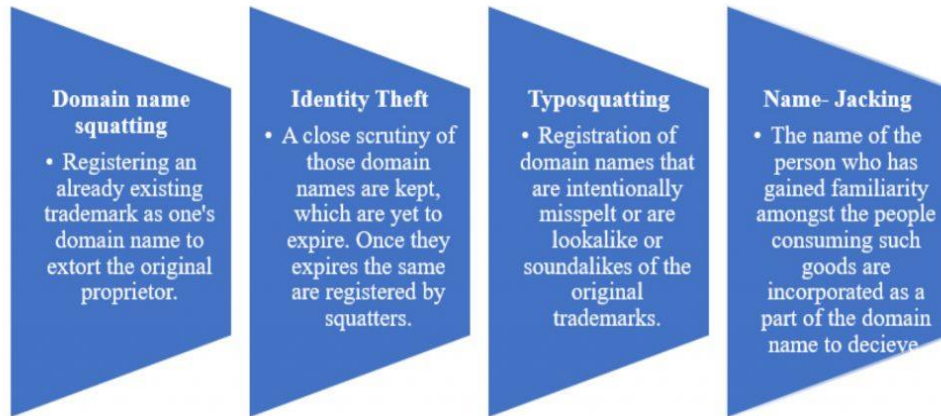 Domain name
squatting
• Registering an
already existing
trademark as one's
domain name to
extort the original
proprietor.
Identity Theft
• A close scrutiny of
those domain
names are kept,
which are yet to
expire. Once they
expires the same
are registered by
squatters.
Typosquatting
• Registration of
domain names that
are intentionally
misspelt or are
lookalike or
soundalikes of the
original
trademarks.
Name- Jacking
• The name of the
person who has
gained familiarity
amongst the people
consuming such
goods are
incorporated as a
part of the domain
name to decieve